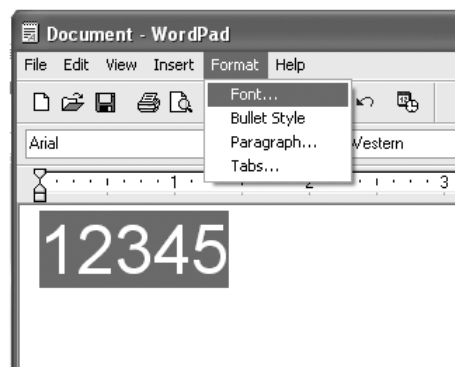 Document - WordPad
File Edit View Insert Format Help
Font...
Bullet Style
Paragraph...
Tabs...
Arial
Western
1 2 3
12345